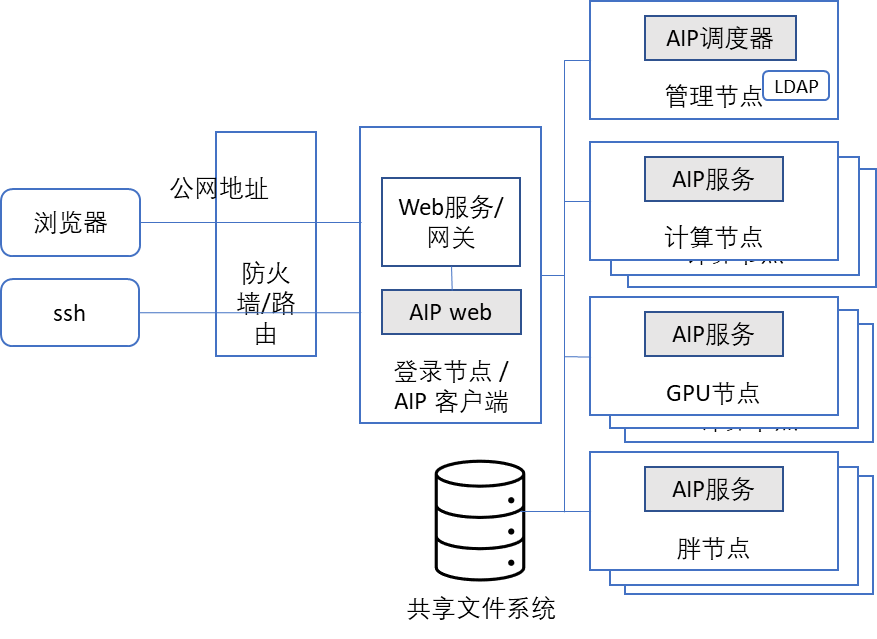 AIP调度器
LDAP
管理节点
公网地址
浏览器
ssh
防火
墙/路
由
Web服务/
网关
AIP web
登录节点 /
AIP 客户端
AIP服务
计算节点
AIP服务
GPU节点
AIP服务
胖节点
共享文件系统